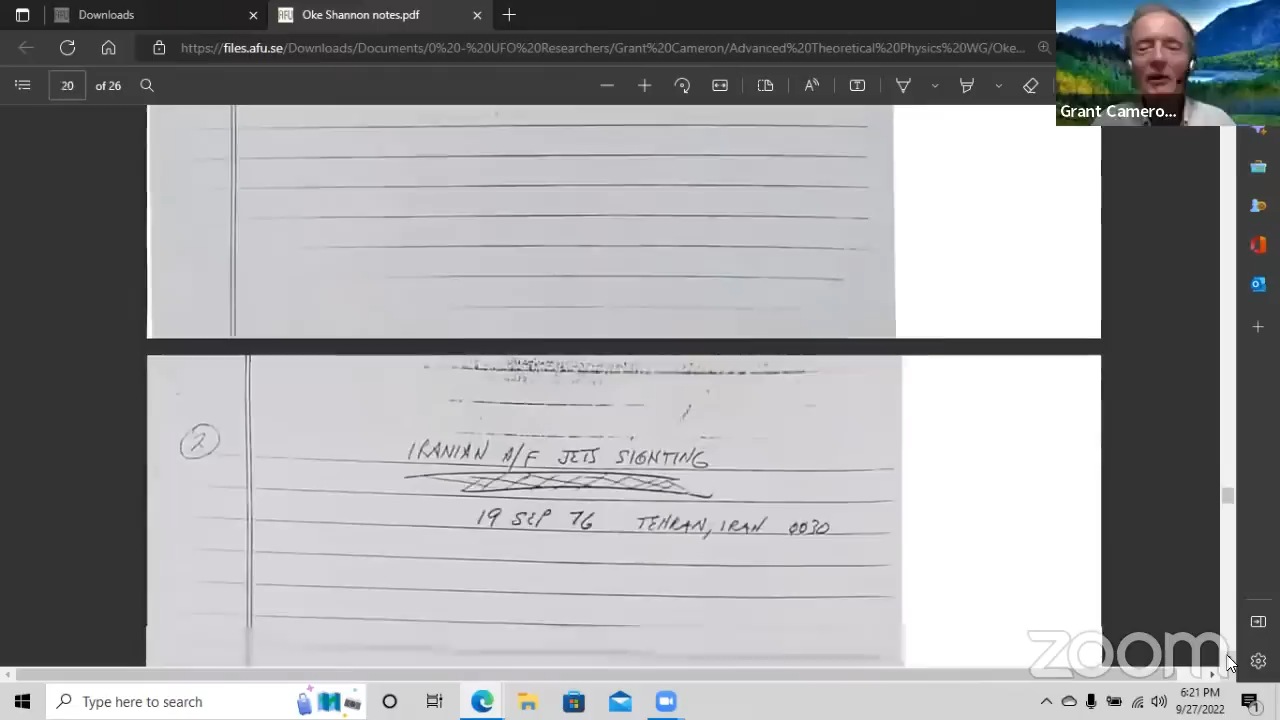 Downloads
Oke Shannon notes.pdf
https://files.afu.se/Downloads/Documents/0%20-%20UFO%20Researchers/Grant%20Cameron/Advanced%20Theoretical%20Physics%20WG/Oke...
20 of 26
Grant Camero...
2
IRANIAN A/F JETS SIGHTING
19 SEP 76 TEHRAN, IRAN 0030
zoom
Type here to search
6:21 PM
9/27/2022
1